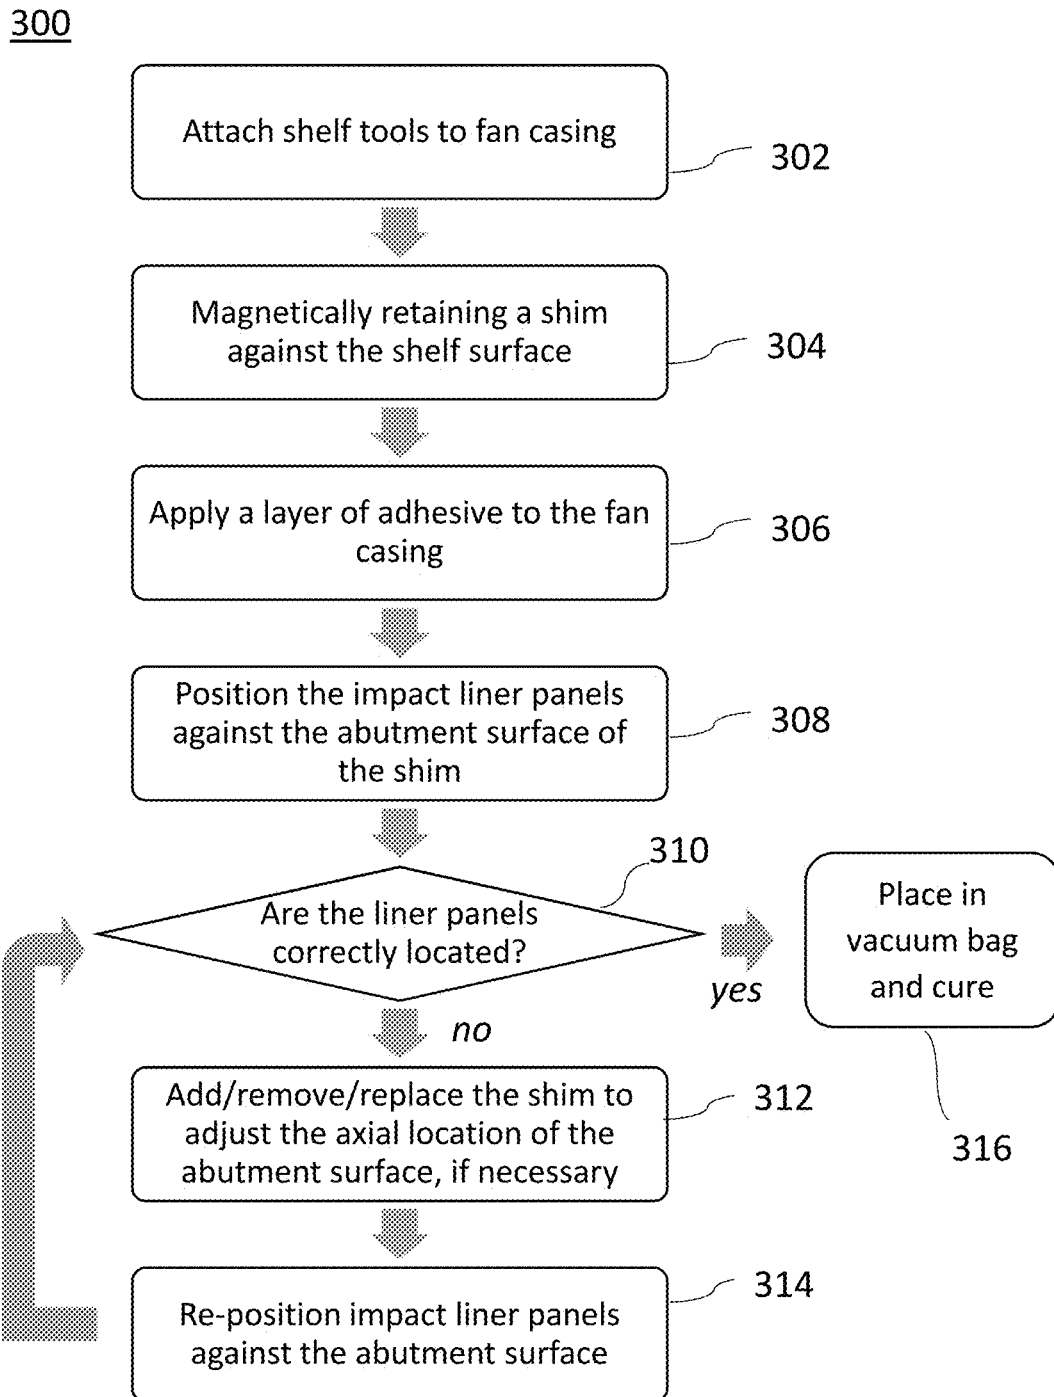 300
Attach shelf tools to fan casing
302
Magnetically retaining a shim
against the shelf surface
304
Apply a layer of adhesive to the fan
casing
306
Position the impact liner panels
against the abutment surface of
the shim
308
310
Are the liner panels
correctly located?
yes
Place in
vacuum bag
and cure
316
no
Add/remove/replace the shim to
adjust the axial location of the
abutment surface, if necessary
312
Re-position impact liner panels
against the abutment surface
314